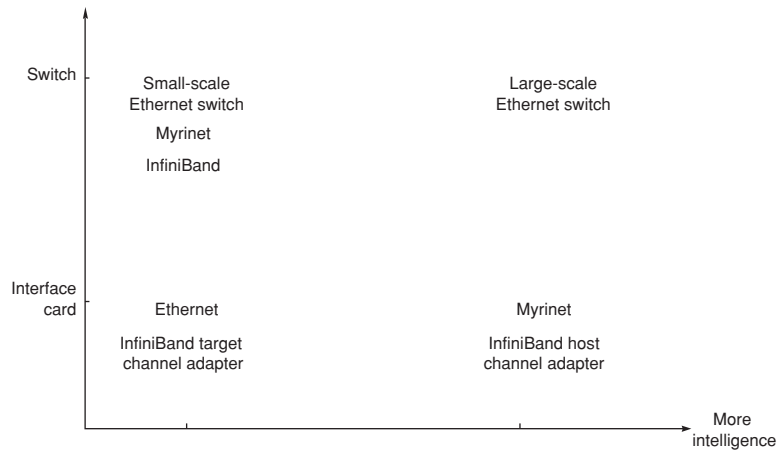 Switch
Small-scale
Ethernet switch
Myrinet
InfiniBand
Large-scale
Ethernet switch
Interface
card
Ethernet
InfiniBand target
channel adapter
Myrinet
InfiniBand host
channel adapter
More
intelligence